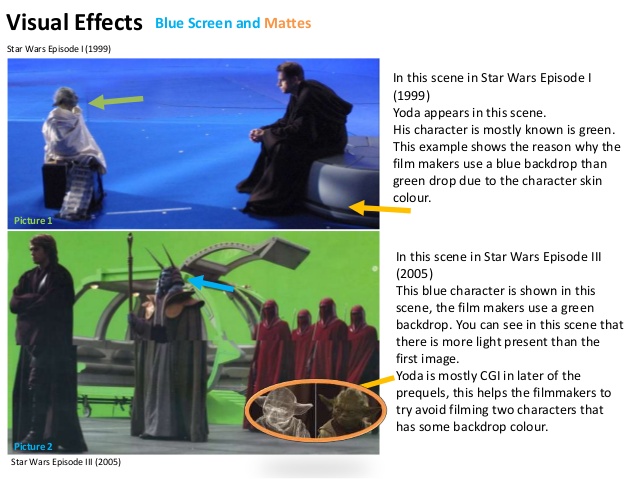 Visual Effects Blue Screen and Mattes
Star Wars Episode I (1999)
In this scene in Star Wars Episode I
(1999)
Yoda appears in this scene.
His character is mostly known is green.
This example shows the reason why the
film makers use a blue backdrop than
green drop due to the character skin
colour.
Picture 1
In this scene in Star Wars Episode III
(2005)
This blue character is shown in this
scene, the film makers use a green
backdrop. You can see in this scene that
there is more light present than the
first image.
Yoda is mostly CGI in later of the
prequels, this helps the filmmakers to
try avoid filming two characters that
has some backdrop colour.
Picture 2
Star Wars Episode III (2005)